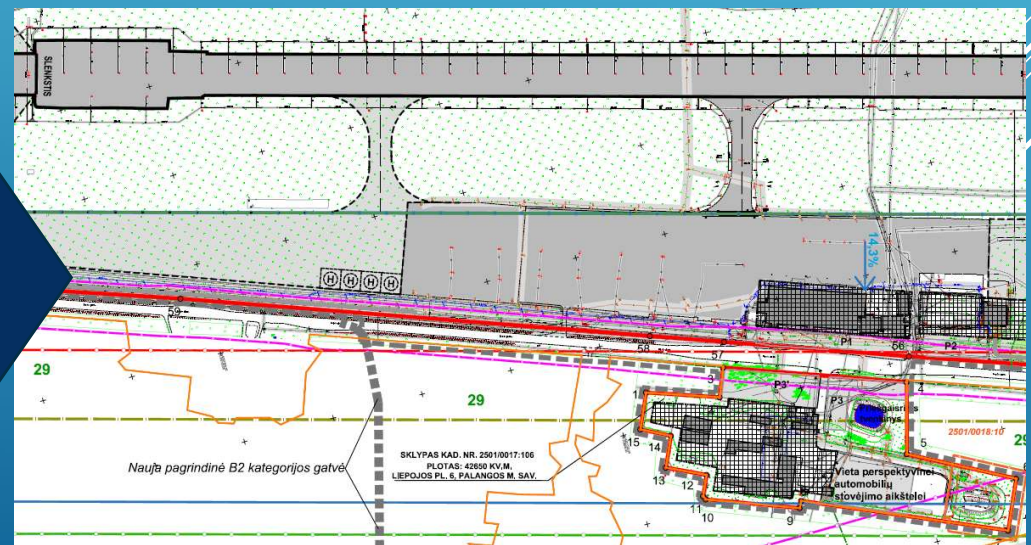 SLENKSTIS
14.3%
H H H H
59
58
57
56
P1
P2
29
29
29
1
3
4
5
P3'
P3
15
14
13
12
11
10
9
2501/0018:10
Nauja pagrindinė B2 kategorijos gatvė
SKLYPAS KAD. NR. 2501/0017:106
PLOTAS: 42650 KV,M,
LIEPOJOS PL. 6, PALANGOS M. SAV.
Vieta perspektyvinei
automobilių
stovėjimo aikštelei